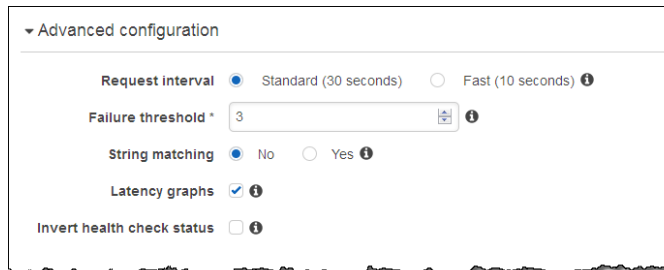 Advanced configuration
Request interval Standard (30 seconds) Fast (10 seconds)
Failure threshold * 3
String matching No Yes
Latency graphs
Invert health check status